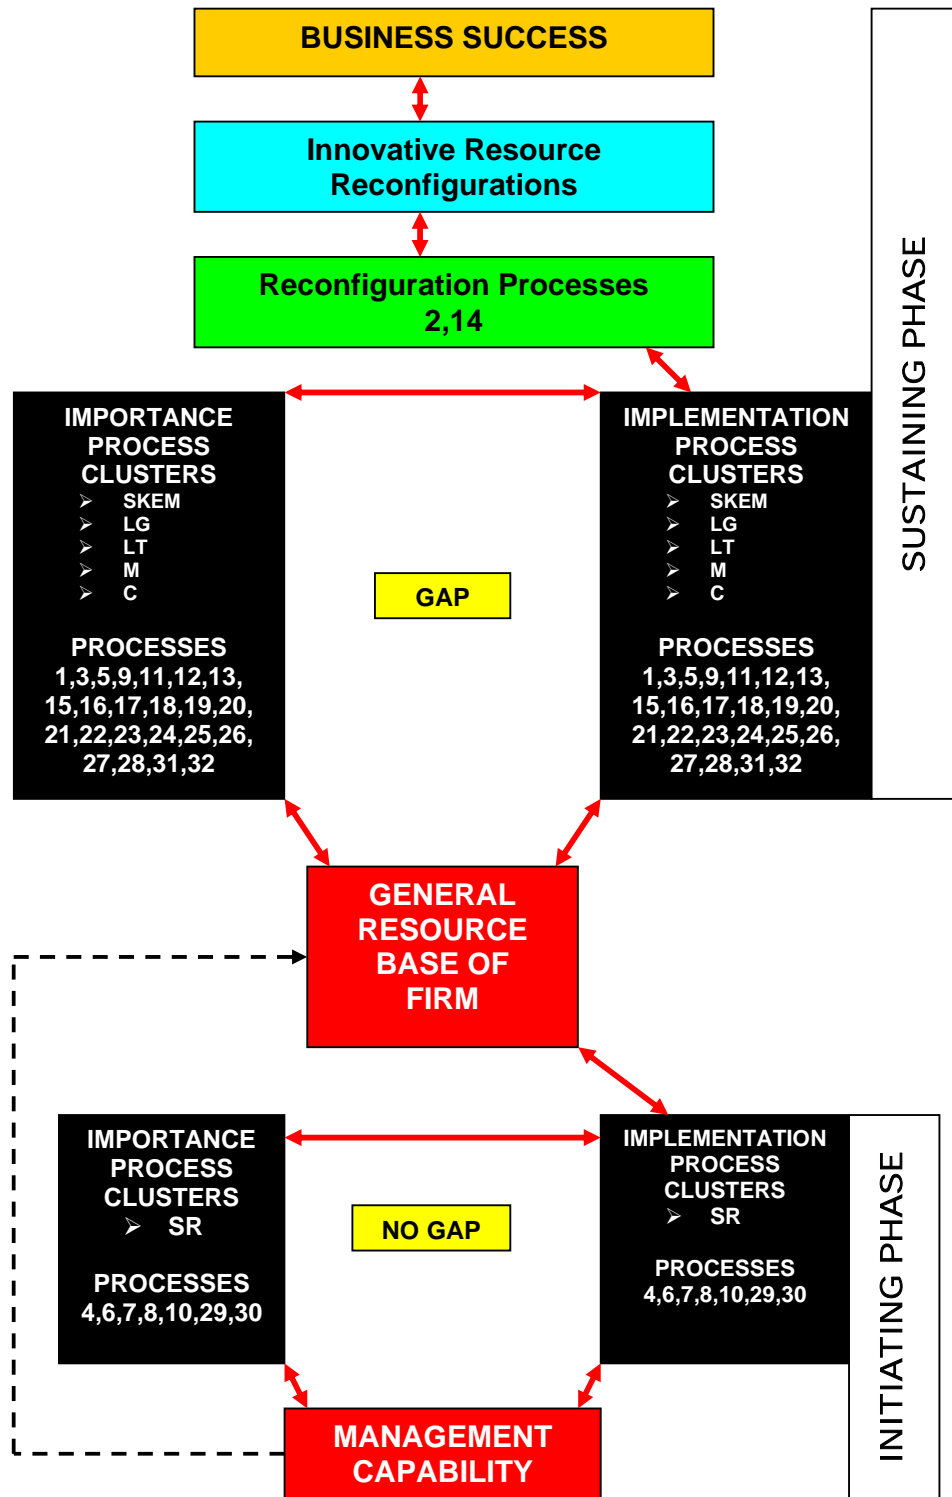 BUSINESS SUCCESS
Innovative Resource
Reconfigurations
Reconfiguration Processes
2,14
SUSTAINING PHASE
IMPORTANCE
PROCESS
CLUSTERS
➢ SKEM
➢ LG
➢ LT
➢ M
➢ C
PROCESSES
1,3,5,9,11,12,13,
15,16,17,18,19,20,
21,22,23,24,25,26,
27,28,31,32
GAP
IMPLEMENTATION
PROCESS
CLUSTERS
➢ SKEM
➢ LG
➢ LT
➢ M
➢ C
PROCESSES
1,3,5,9,11,12,13,
15,16,17,18,19,20,
21,22,23,24,25,26,
27,28,31,32
GENERAL
RESOURCE
BASE OF
FIRM
IMPORTANCE
PROCESS
CLUSTERS
➢ SR
PROCESSES
4,6,7,8,10,29,30
NO GAP
IMPLEMENTATION
PROCESS
CLUSTERS
➢ SR
PROCESSES
4,6,7,8,10,29,30
INITIATING PHASE
MANAGEMENT
CAPABILITY